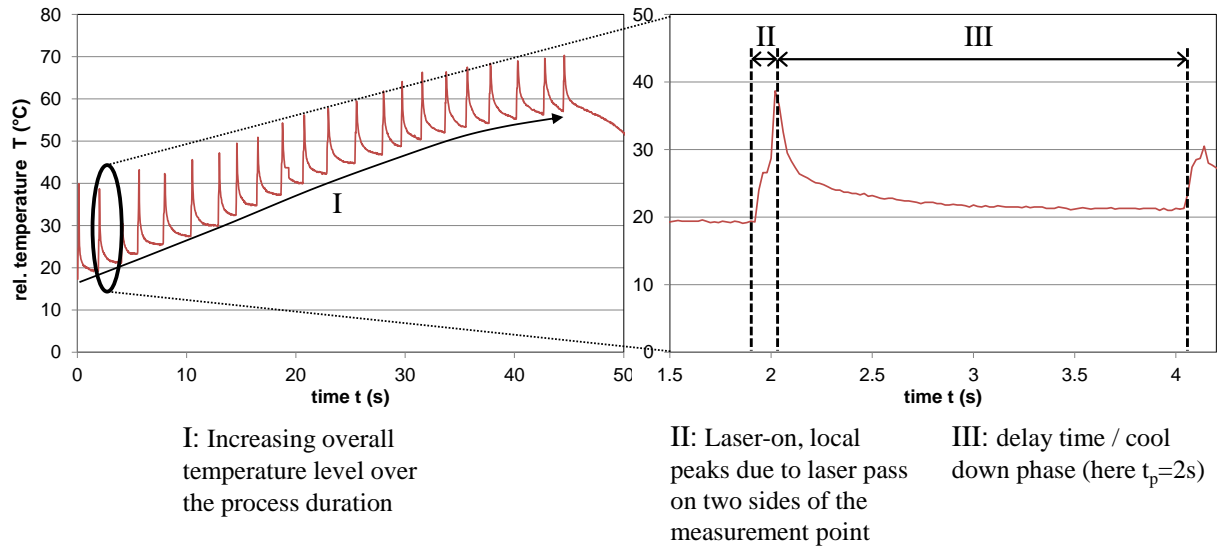 80
70
60
50
40
30
20
10
0
rel. temperature T (°C)
0 10 20 30 40 50
time t (s)
I
50
40
30
20
10
0
II III
1.5 2 2.5 3 3.5 4
time t (s)
I: Increasing overall
temperature level over
the process duration
II: Laser-on, local
peaks due to laser pass
on two sides of the
measurement point
III: delay time / cool
down phase (here tp=2s)